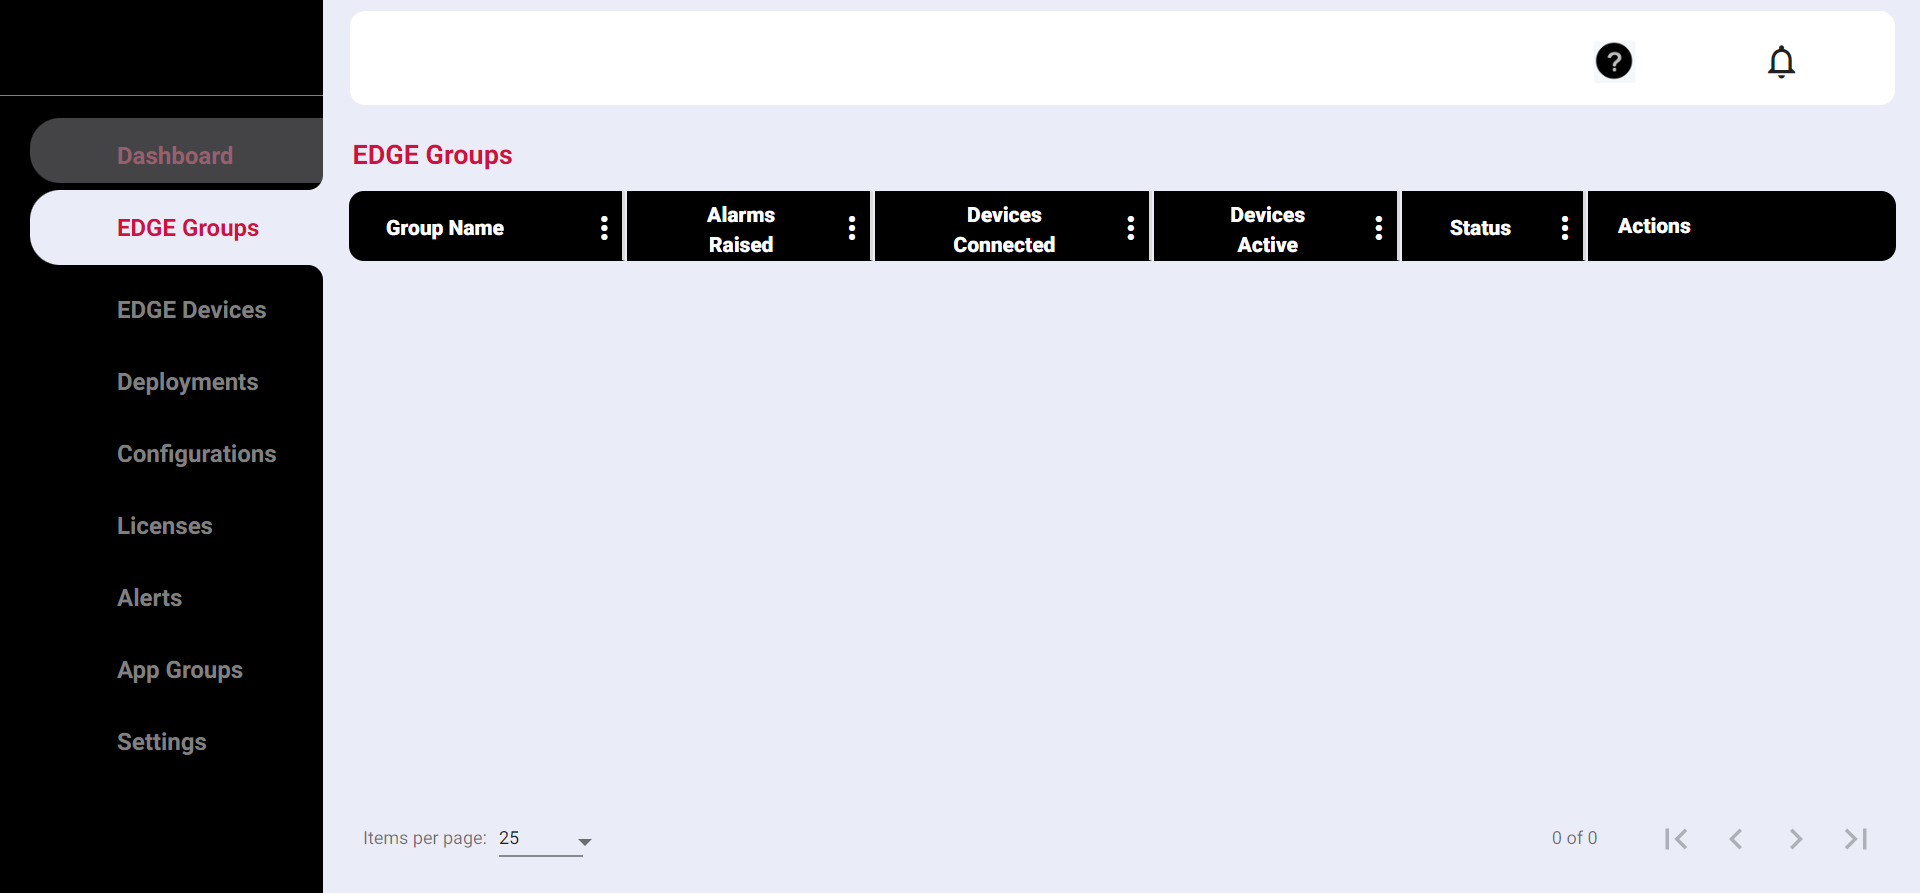 Dashboard
EDGE Groups
EDGE Devices
Deployments
Configurations
Licenses
Alerts
App Groups
Settings
?
EDGE Groups
Group Name
Alarms
Raised
Devices
Connected
Devices
Active
Status
Actions
Items per page: 25
0 of 0